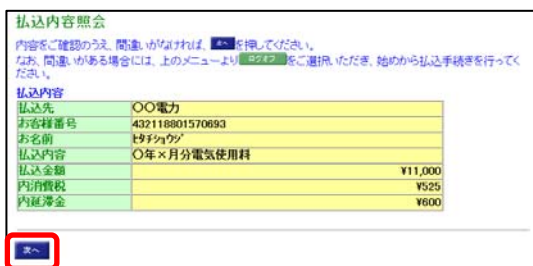 払込内容照会
内容をご確認のうえ、間違いがなければ、 次へ を押してください。
なお、間違いがある場合には、上のメニューより ログオフ をご選択いただき、始めから払込手続きを行ってく
ださい。
払込内容
払込先 〇〇電力
お客様番号 432118801570693
お名前 ヒタチショウジ
払込内容 〇年×月分電気使用料
払込金額 ¥11,000
内消費税 ¥525
内延滞金 ¥600
次へ